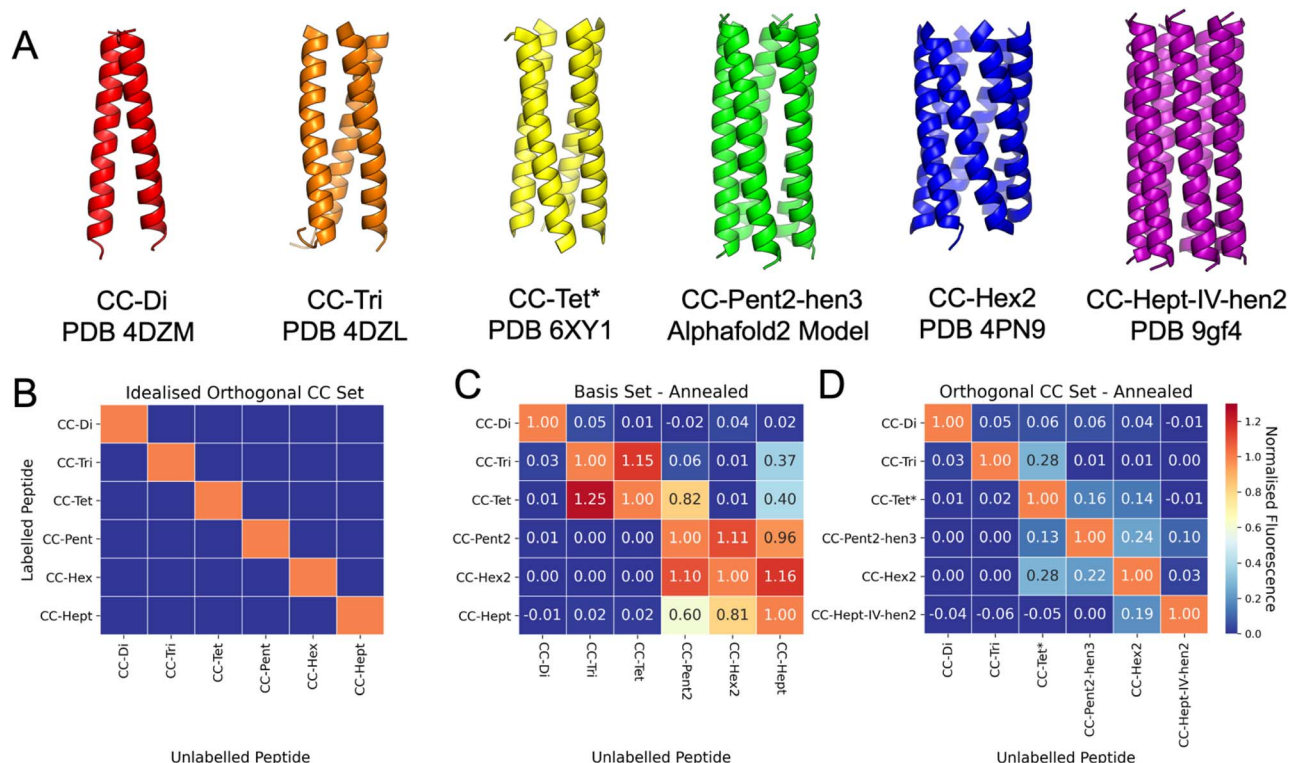 A
CC-Di
PDB 4DZM
CC-Tri
PDB 4DZL
CC-Tet*
PDB 6XY1
CC-Pent2-hen3
Alphafold2 Model
CC-Hex2
PDB 4PN9
CC-Hept-IV-hen2
PDB 9gf4
B
Idealised Orthogonal CC Set
Labelled Peptide
CC-Di
CC-Tri
CC-Tet
CC-Pent
CC-Hex
CC-Hept
CC-Di
CC-Tri
CC-Tet
CC-Pent
CC-Hex
CC-Hept
Unlabelled Peptide
C
Basis Set - Annealed
CC-Di 1.00 0.05 0.01 -0.02 0.04 0.02
CC-Tri 0.03 1.00 1.15 0.06 0.01 0.37
CC-Tet 0.01 1.25 1.00 0.82 0.01 0.40
CC-Pent2 0.01 0.00 0.00 1.00 1.11 0.96
CC-Hex2 0.00 0.00 0.00 1.10 1.00 1.16
CC-Hept -0.01 0.02 0.02 0.60 0.81 1.00
CC-Di
CC-Tri
CC-Tet
CC-Pent2
CC-Hex2
CC-Hept
Unlabelled Peptide
D
Orthogonal CC Set - Annealed
CC-Di 1.00 0.05 0.06 0.06 0.04 -0.01
CC-Tri 0.03 1.00 0.28 0.01 0.01 0.00
CC-Tet* 0.01 0.02 1.00 0.16 0.14 -0.01
CC-Pent2-hen3 0.00 0.00 0.13 1.00 0.24 0.10
CC-Hex2 0.00 0.00 0.28 0.22 1.00 0.03
CC-Hept-IV-hen2 -0.04 -0.06 -0.05 0.00 0.19 1.00
CC-Di
CC-Tri
CC-Tet*
CC-Pent2-hen3
CC-Hex2
CC-Hept-IV-hen2
Unlabelled Peptide
1.2
1.0
0.8
0.6
0.4
0.2
0.0
Normalised Fluorescence